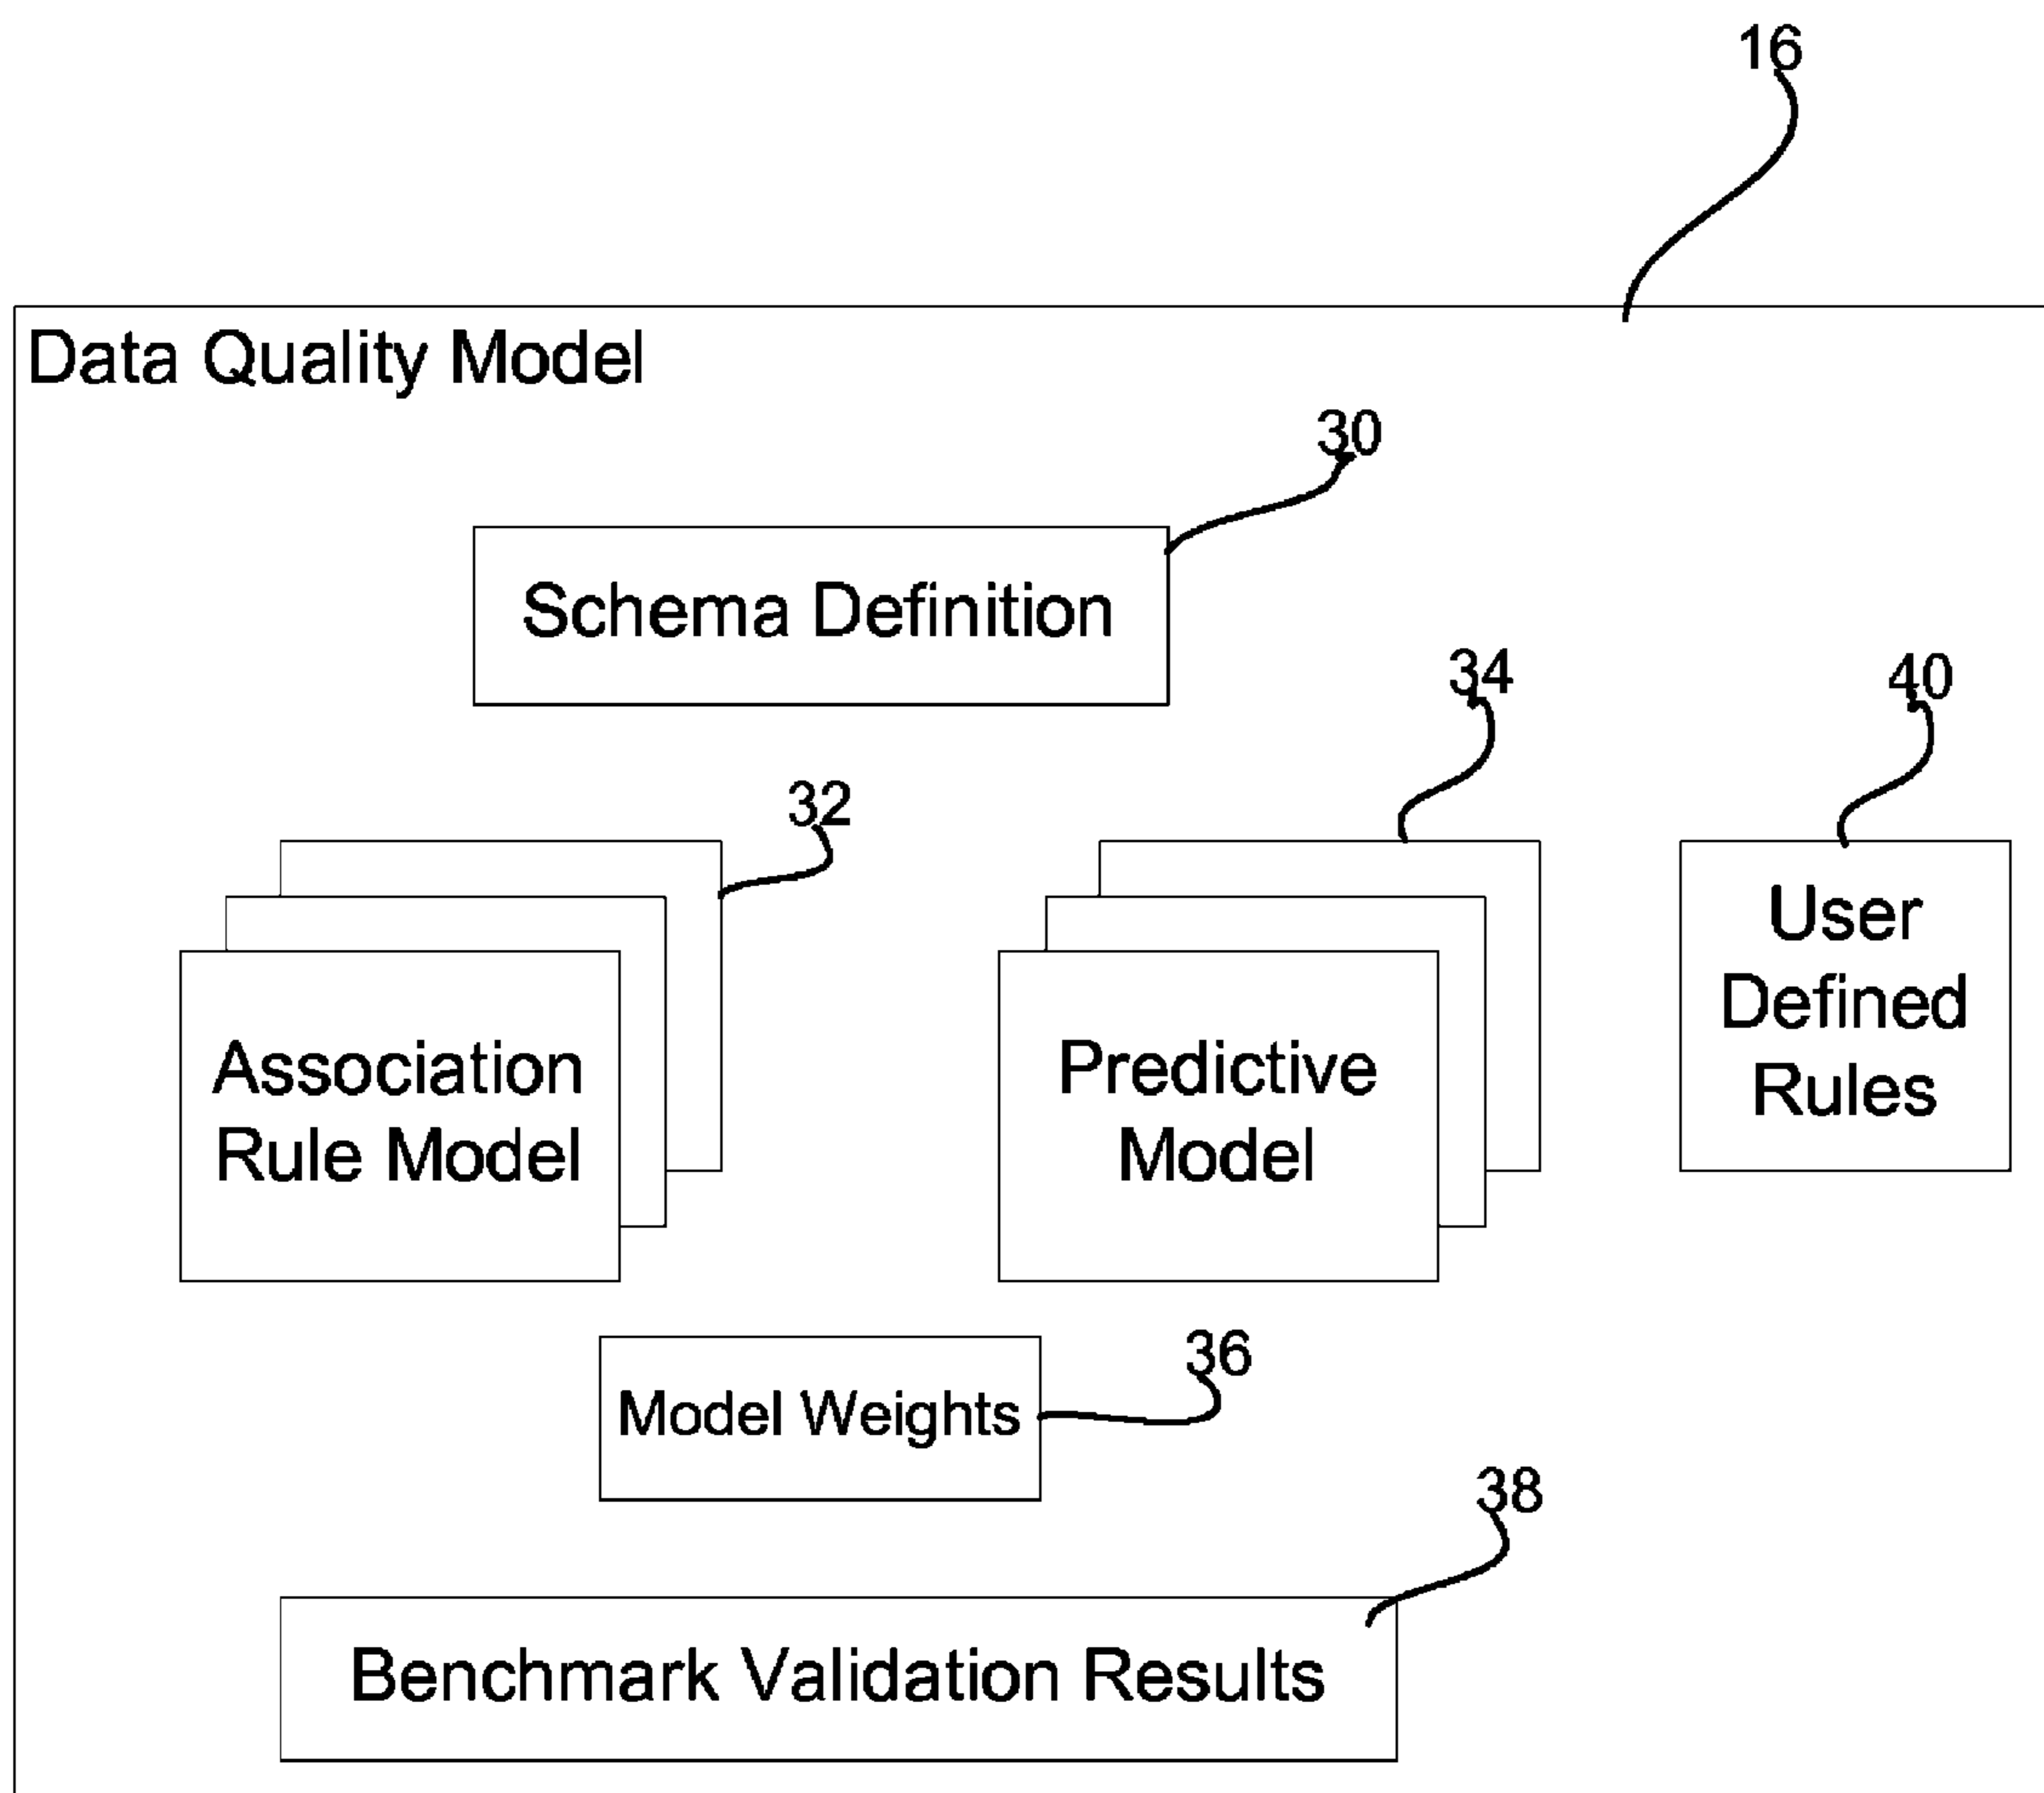 16
Data Quality Model
30
Schema Definition
34
40
32
User
Defined
Rules
Association
Rule Model
Predictive
Model
36
Model Weights
38
Benchmark Validation Results